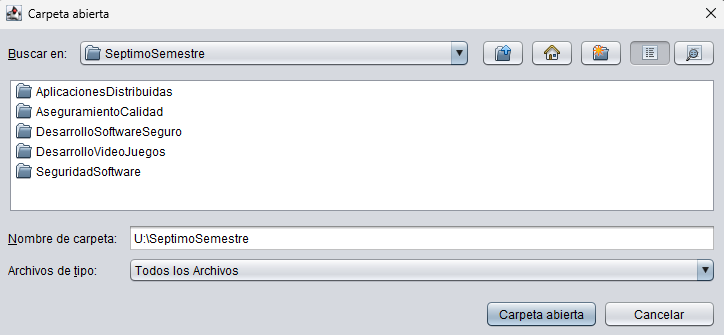 Carpeta abierta
Buscar en: SeptimoSemestre
AplicacionesDistribuidas
AseguramientoCalidad
DesarrolloSoftwareSeguro
DesarrolloVideoJuegos
SeguridadSoftware
Nombre de carpeta: U:\SeptimoSemestre
Archivos de tipo: Todos los Archivos
Carpeta abierta Cancelar